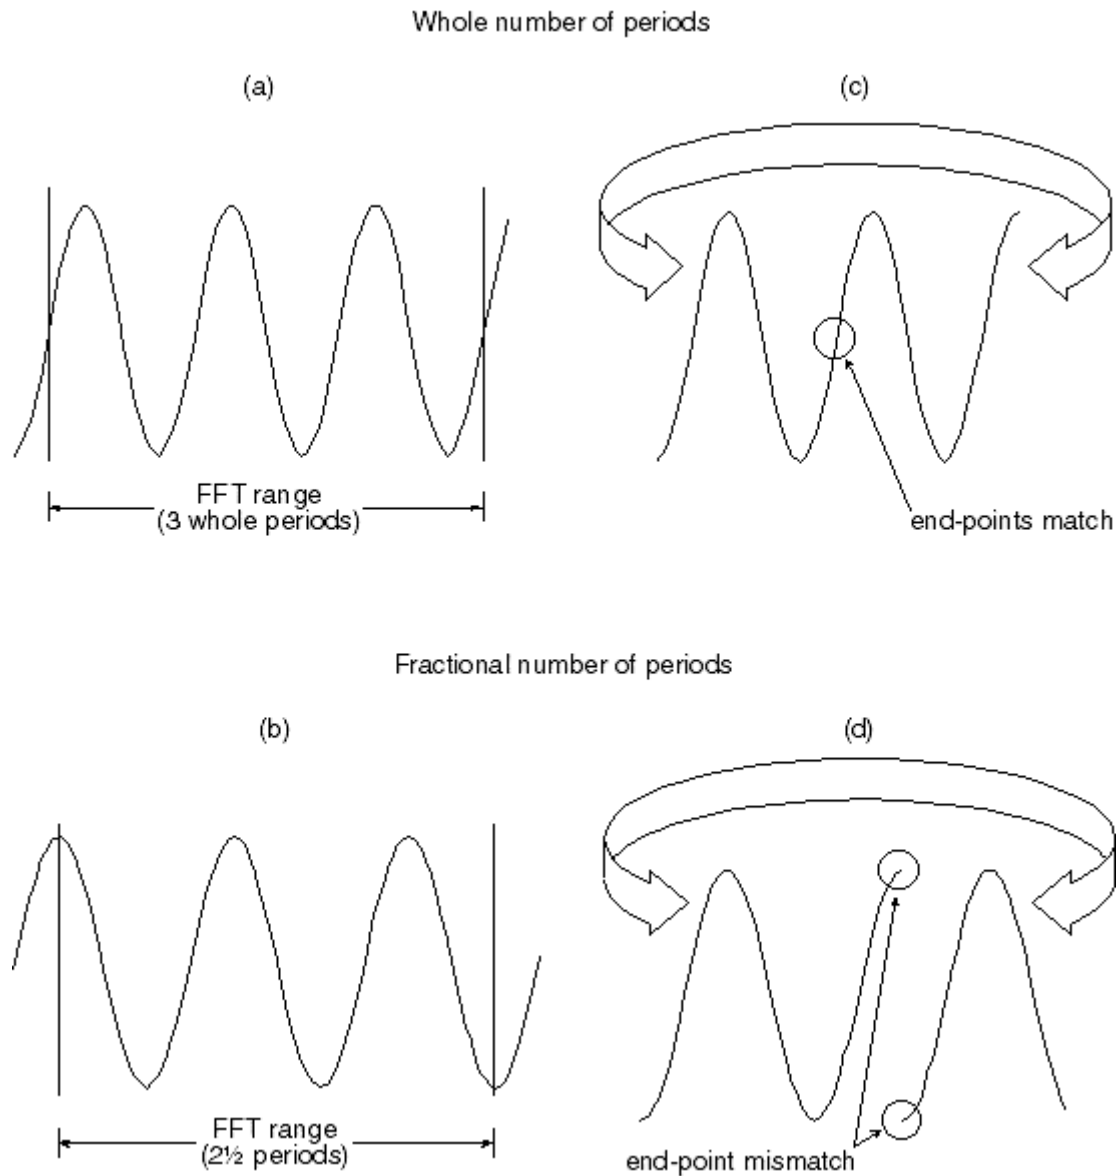 Whole number of periods
(a)
(c)
FFT range
(3 whole periods)
end-points match
Fractional number of periods
(b)
(d)
FFT range
(2½ periods)
end-point mismatch